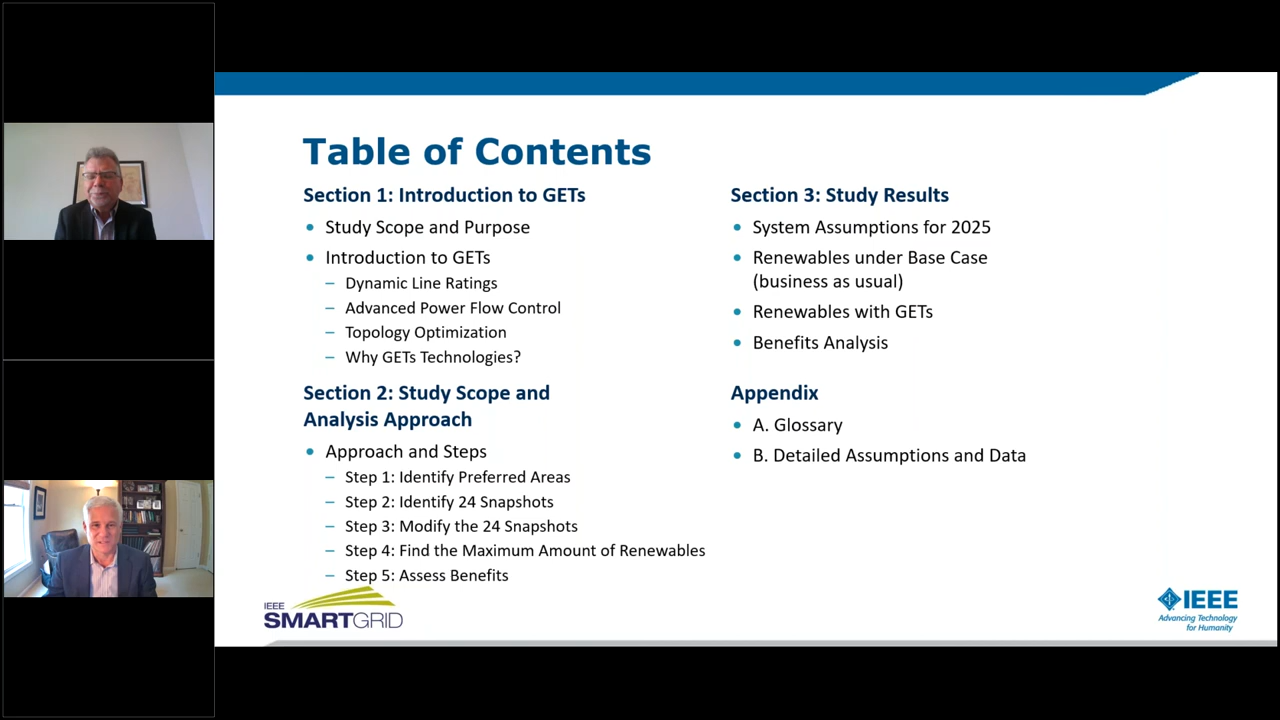 Table of Contents
Section 1: Introduction to GETs
• Study Scope and Purpose
• Introduction to GETs
– Dynamic Line Ratings
– Advanced Power Flow Control
– Topology Optimization
– Why GETs Technologies?
Section 2: Study Scope and
Analysis Approach
• Approach and Steps
– Step 1: Identify Preferred Areas
– Step 2: Identify 24 Snapshots
– Step 3: Modify the 24 Snapshots
– Step 4: Find the Maximum Amount of Renewables
– Step 5: Assess Benefits
Section 3: Study Results
• System Assumptions for 2025
• Renewables under Base Case
(business as usual)
• Renewables with GETs
• Benefits Analysis
Appendix
• A. Glossary
• B. Detailed Assumptions and Data
IEEE
SMARTGRID
IEEE
Advancing Technology
for Humanity